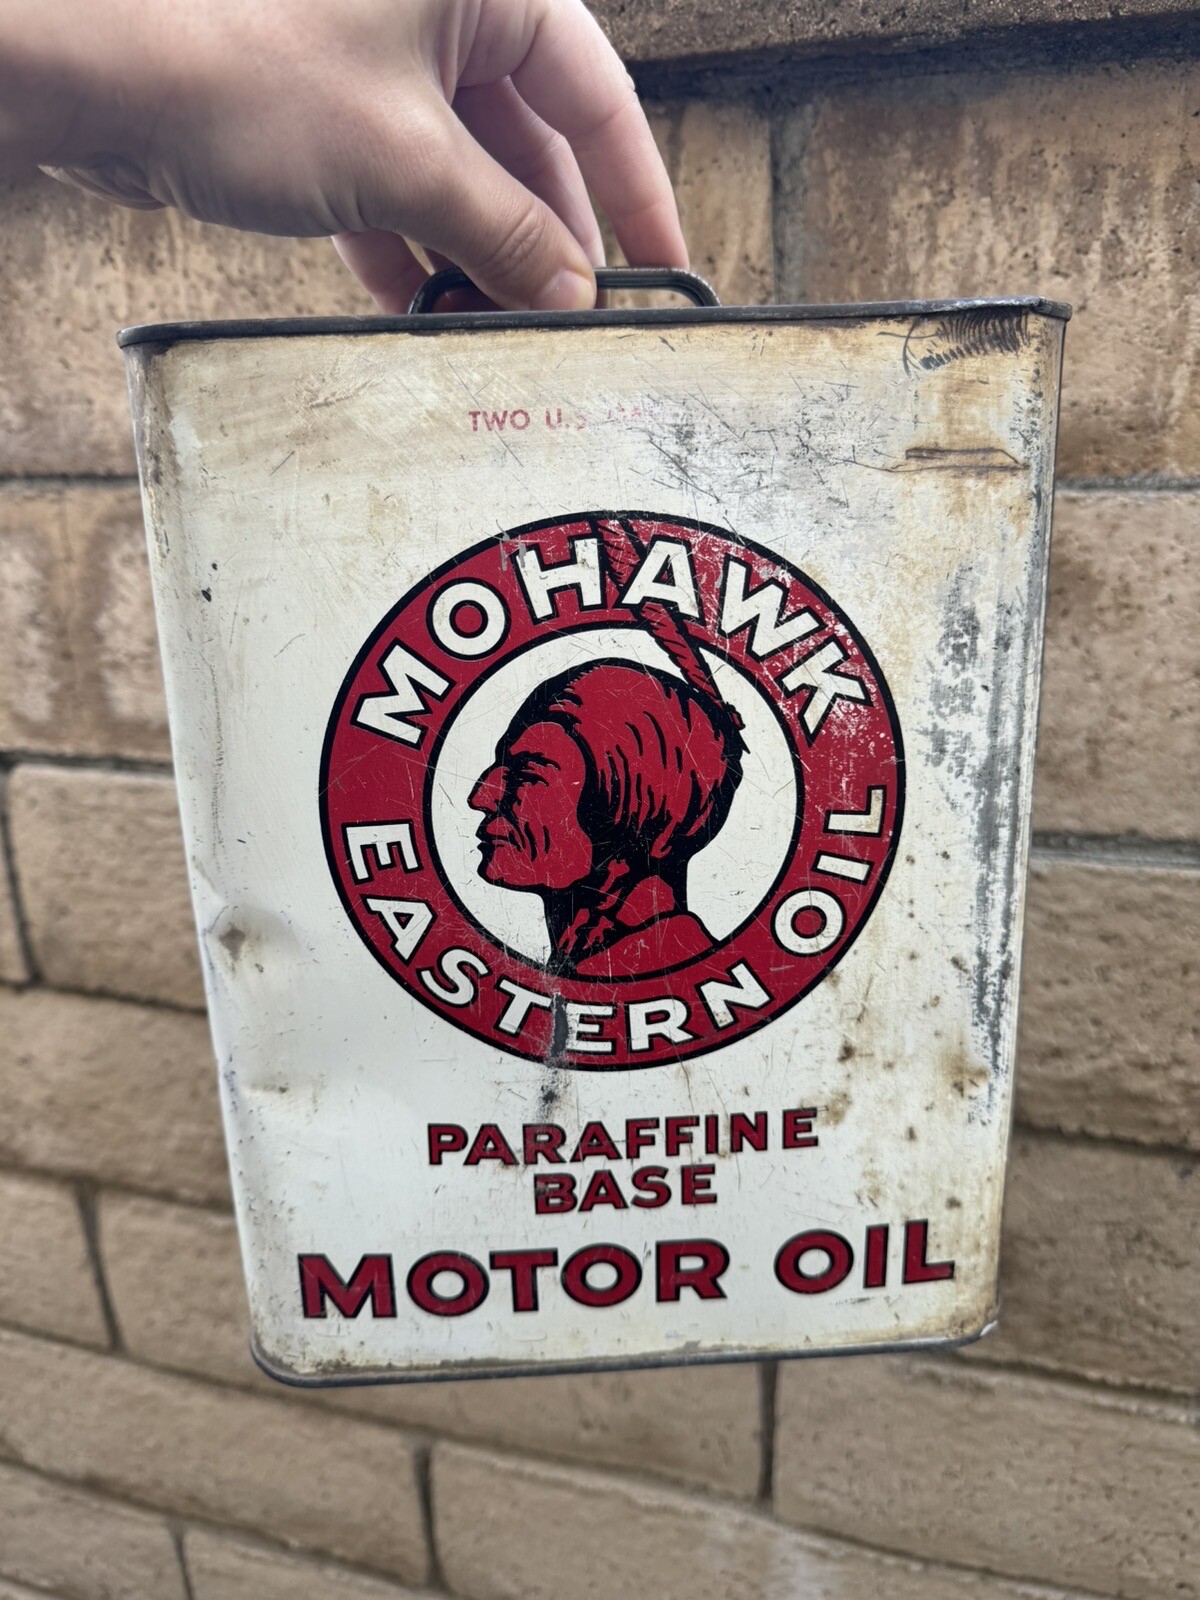 TWO U.S.
MOHAWK
EASTERN OIL
PARAFFINE
BASE
MOTOR OIL